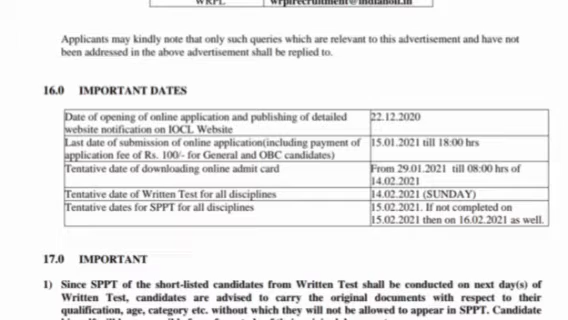 WRPL wrplrecruitment@indianoil.in
Applicants may kindly note that only such queries which are relevant to this advertisement and have not
been addressed in the above advertisement shall be replied to.
16.0 IMPORTANT DATES
Date of opening of online application and publishing of detailed 22.12.2020
website notification on IOCL Website
Last date of submission of online application(including payment of 15.01.2021 till 18:00 hrs
application fee of Rs. 100/- for General and OBC candidates)
Tentative date of downloading online admit card From 29.01.2021 till 08:00 hrs of
14.02.2021
Tentative date of Written Test for all disciplines 14.02.2021 (SUNDAY)
Tentative dates for SPPT for all disciplines 15.02.2021. If not completed on
15.02.2021 then on 16.02.2021 as well.
17.0 IMPORTANT
1) Since SPPT of the short-listed candidates from Written Test shall be conducted on next day(s) of
Written Test, candidates are advised to carry the original documents with respect to their
qualification, age, category etc. without which they will not be allowed to appear in SPPT. Candidate